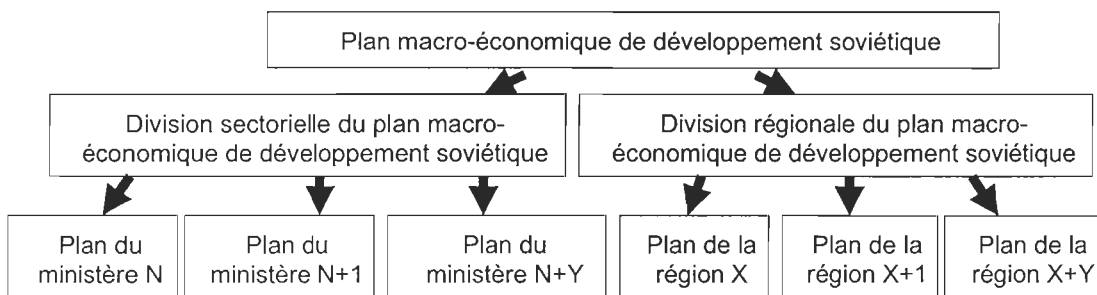 Plan macro-économique de développement soviétique
Division sectorielle du plan macro-
économique de développement soviétique
Division régionale du plan macro-
économique de développement soviétique
Plan du
ministère N
Plan du
ministère N+1
Plan du
ministère N+Y
Plan de la
région X
Plan de la
région X+1
Plan de la
région X+Y